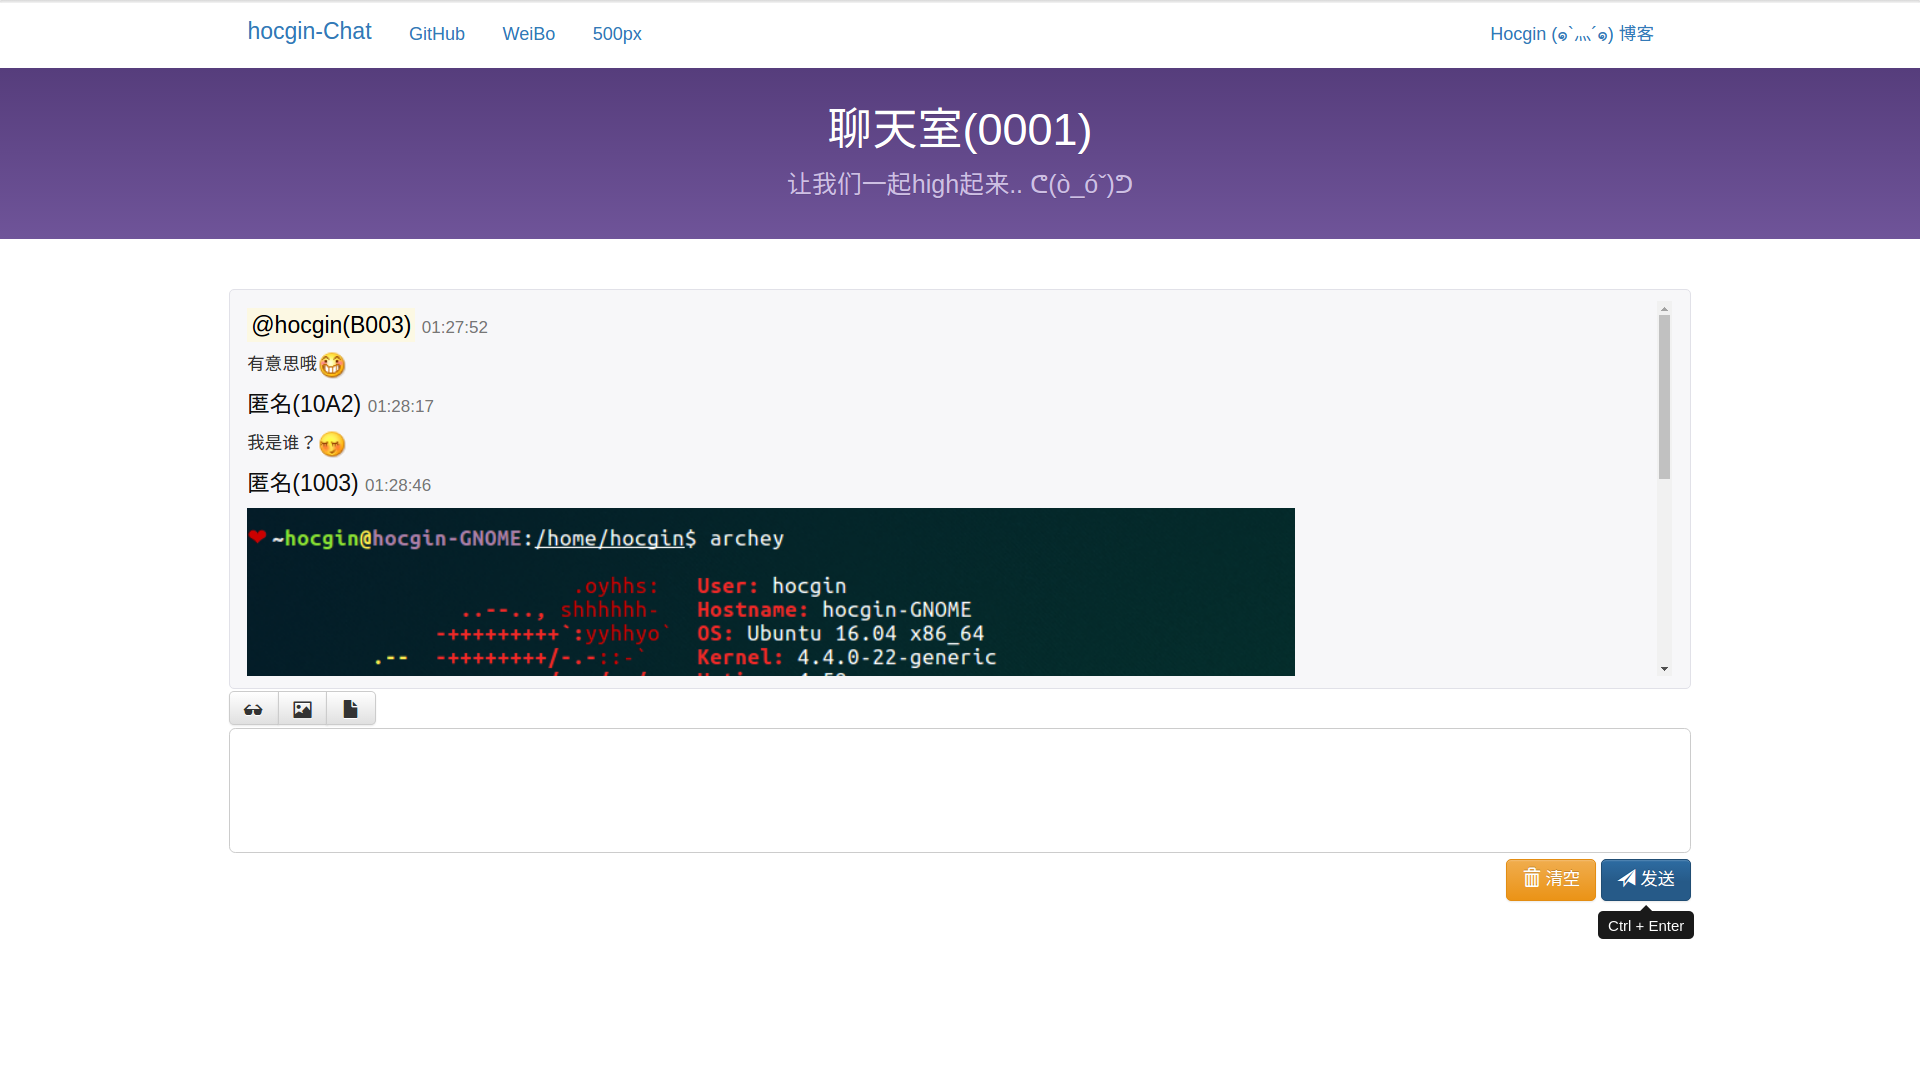 hocgin-Chat GitHub WeiBo 500px Hocgin (๑`灬´๑) 博客
聊天室(0001)
让我们一起high起来.. ᕦ(ò_óˇ)ᕤ
@hocgin(B003) 01:27:52
有意思哦
匿名(10A2) 01:28:17
我是谁？
匿名(1003) 01:28:46
❤ ~hocgin@hocgin-GNOME:/home/hocgin$ archey
.oyhhs: User: hocgin
..--.., shhhhhh- Hostname: hocgin-GNOME
-+++++++++`:yyhhyo` OS: Ubuntu 16.04 x86_64
.-- -++++++++/-.-::-` Kernel: 4.4.0-22-generic
清空 发送
Ctrl + Enter